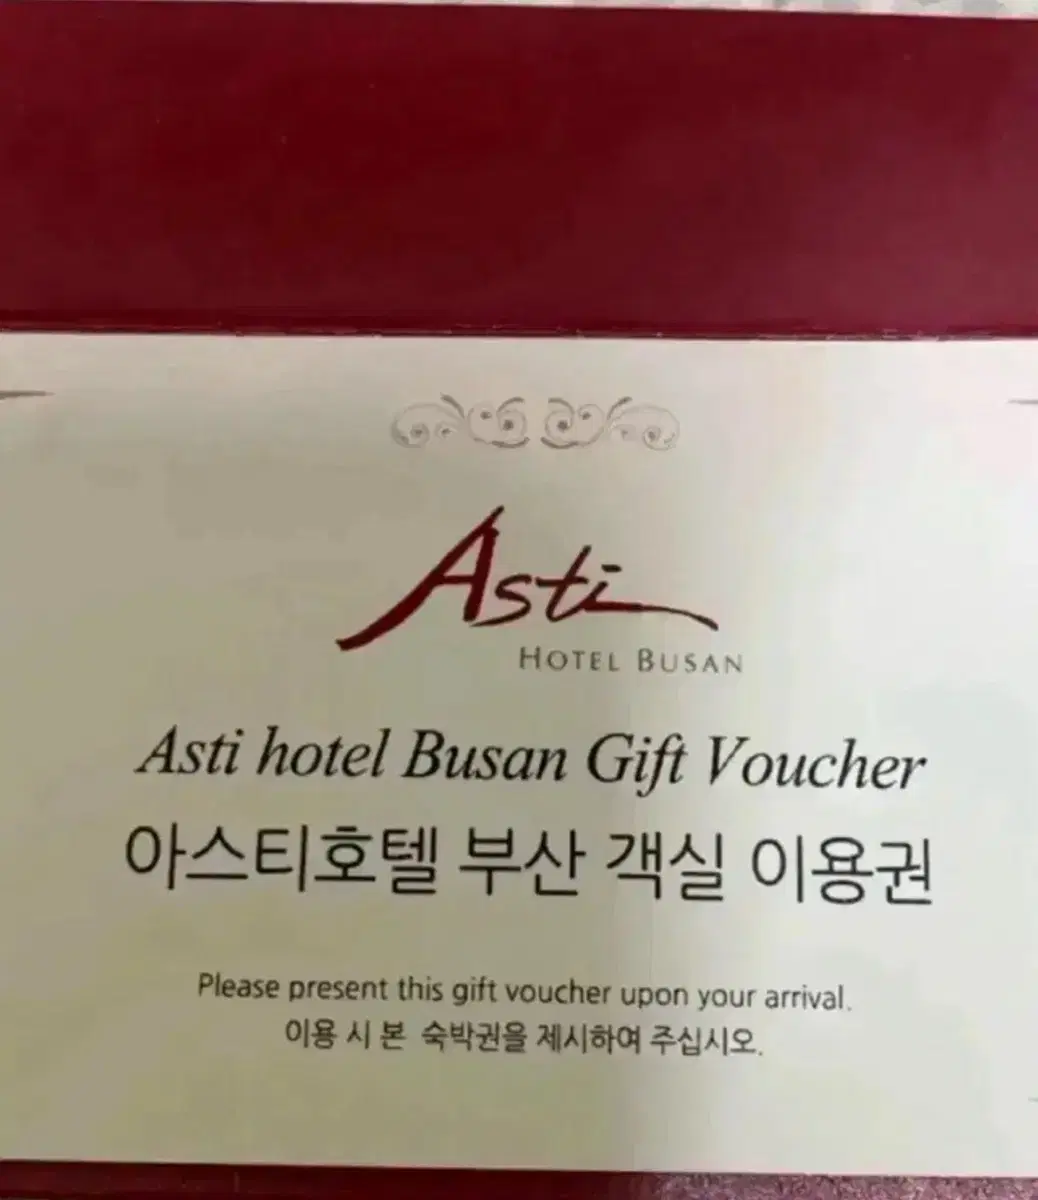 Asti
HOTEL BUSAN
Asti hotel Busan Gift Voucher
아스티호텔 부산 객실 이용권
Please present this gift voucher upon your arrival.
이용 시 본 숙박권을 제시하여 주십시오.